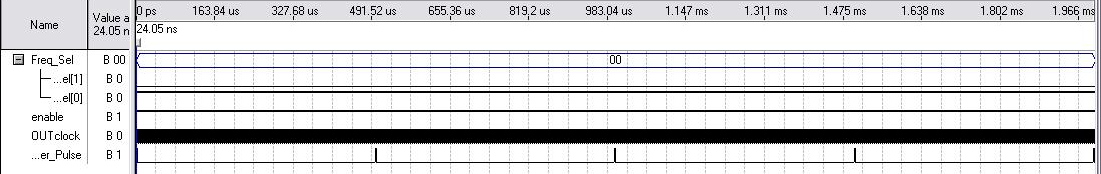 Name Value a 24.05 n 0 ps 163.84 us 327.68 us 491.52 us 655.36 us 819.2 us 983.04 us 1.147 ms 1.311 ms 1.475 ms 1.638 ms 1.802 ms 1.966 ms
24.05 ns
Freq_Sel B 00 00
...el[1] B 0
...el[0] B 0
enable B 1
OUTclock B 0
...er_Pulse B 1